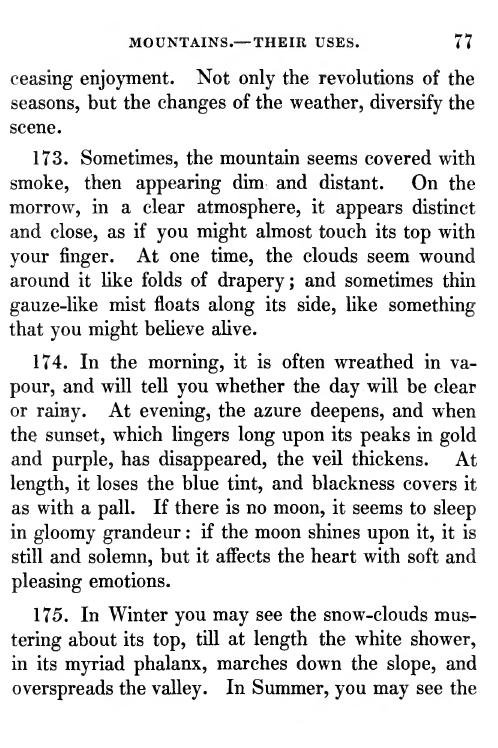 MOUNTAINS.—THEIR USES. 77
ceasing enjoyment. Not only the revolutions of the
seasons, but the changes of the weather, diversify the
scene.
173. Sometimes, the mountain seems covered with
smoke, then appearing dim and distant. On the
morrow, in a clear atmosphere, it appears distinct
and close, as if you might almost touch its top with
your finger. At one time, the clouds seem wound
around it like folds of drapery; and sometimes thin
gauze-like mist floats along its side, like something
that you might believe alive.
174. In the morning, it is often wreathed in va-
pour, and will tell you whether the day will be clear
or rainy. At evening, the azure deepens, and when
the sunset, which lingers long upon its peaks in gold
and purple, has disappeared, the veil thickens. At
length, it loses the blue tint, and blackness covers it
as with a pall. If there is no moon, it seems to sleep
in gloomy grandeur: if the moon shines upon it, it is
still and solemn, but it affects the heart with soft and
pleasing emotions.
175. In Winter you may see the snow-clouds mus-
tering about its top, till at length the white shower,
in its myriad phalanx, marches down the slope, and
overspreads the valley. In Summer, you may see the